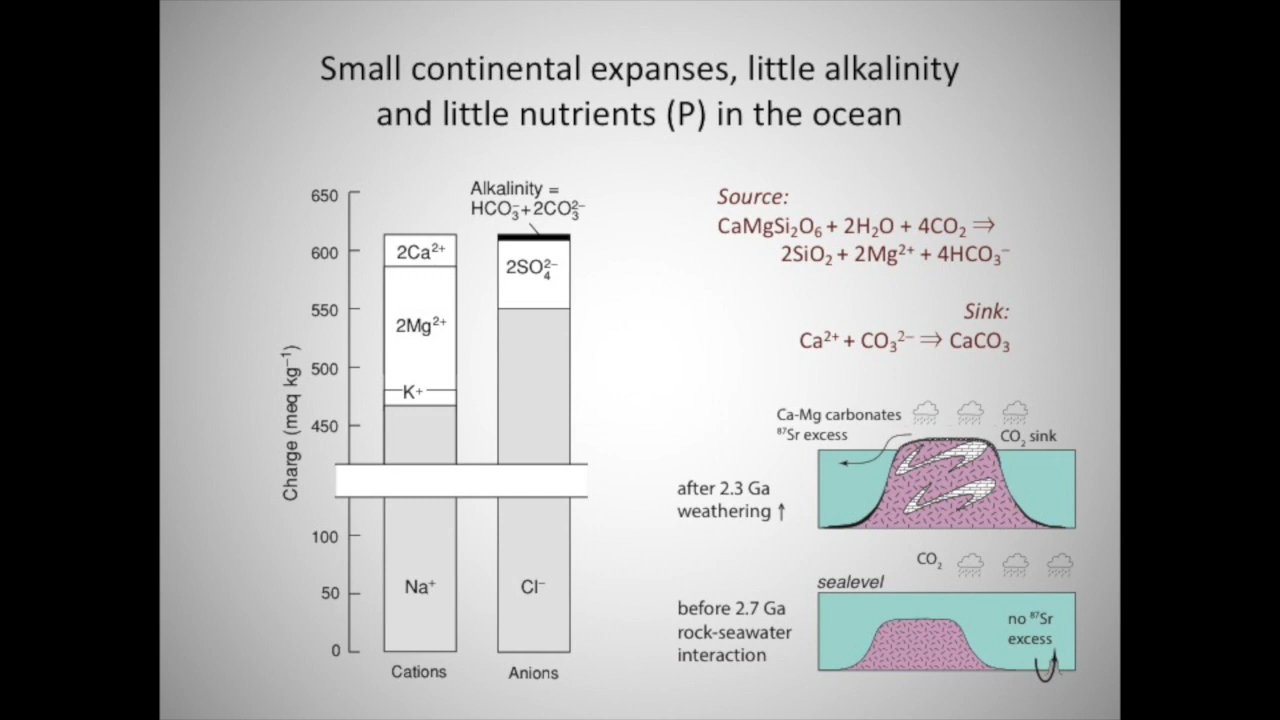 Small continental expanses, little alkalinity
and little nutrients (P) in the ocean
Alkalinity =
HCO₃⁻+2CO₃²⁻
650
600
550
500
450
100
50
0
Charge (meq kg⁻¹)
2Ca²⁺
2Mg²⁺
K⁺
Na⁺
2SO₄²⁻
Cl⁻
Cations
Anions
Source:
CaMgSi₂O₆ + 2H₂O + 4CO₂ ⇒
2SiO₂ + 2Mg²⁺ + 4HCO₃⁻
Sink:
Ca²⁺ + CO₃²⁻ ⇒ CaCO₃
Ca-Mg carbonates
⁸⁷Sr excess
CO₂ sink
after 2.3 Ga
weathering ↑
CO₂
sealevel
before 2.7 Ga
rock-seawater
interaction
no ⁸⁷Sr
excess